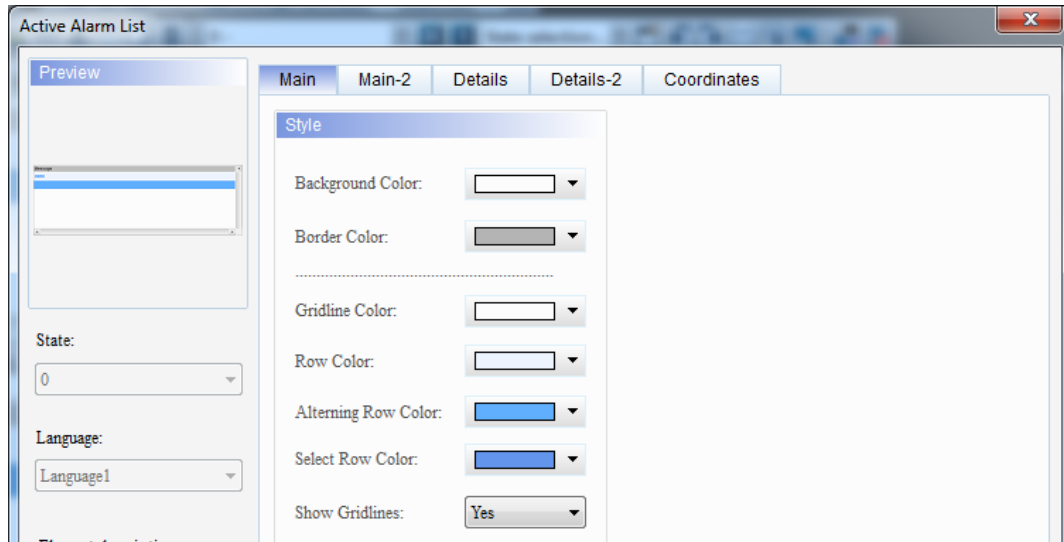 Active Alarm List
Preview
Main Main-2 Details Details-2 Coordinates
Style
Message
Background Color:
Border Color:
Gridline Color:
State:
0
Row Color:
Alterning Row Color:
Language:
Select Row Color:
Language1
Show Gridlines: Yes